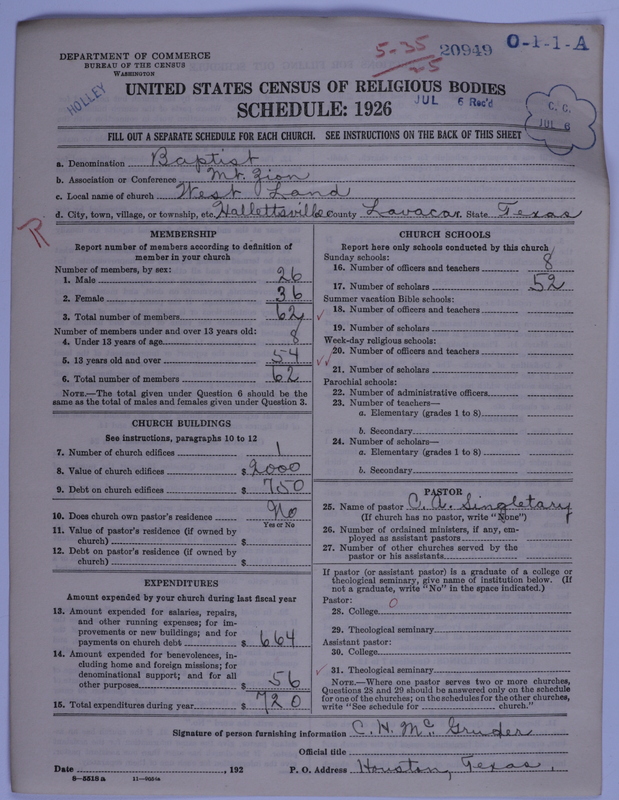 5-35 20949 0-1-1-A
25
DEPARTMENT OF COMMERCE
BUREAU OF THE CENSUS
WASHINGTON
HOLLEY
UNITED STATES CENSUS OF RELIGIOUS BODIES
SCHEDULE: 1926
JUL 6 Rec'd
C. C.
JUL 6
FILL OUT A SEPARATE SCHEDULE FOR EACH CHURCH. SEE INSTRUCTIONS ON THE BACK OF THIS SHEET
a. Denomination Baptist
b. Association or Conference Mt. Zion
c. Local name of church West Land
d. City, town, village, or township, etc. Hallettsville County Lavaca State Texas
R
MEMBERSHIP
Report number of members according to definition of
member in your church
Number of members, by sex:
1. Male 26
2. Female 36
3. Total number of members 62
Number of members under and over 13 years old:
4. Under 13 years of age 8
5. 13 years old and over 54
6. Total number of members 62
NOTE.—The total given under Question 6 should be the
same as the total of males and females given under Question 3.
CHURCH BUILDINGS
See instructions, paragraphs 10 to 12
7. Number of church edifices 1
8. Value of church edifices $ 2000
9. Debt on church edifices $ 750
10. Does church own pastor's residence No
Yes or No
11. Value of pastor's residence (if owned by
church) $
12. Debt on pastor's residence (if owned by
church) $
EXPENDITURES
Amount expended by your church during last fiscal year
13. Amount expended for salaries, repairs,
and other running expenses; for im-
provements or new buildings; and for
payments on church debt $ 664
14. Amount expended for benevolences, in-
cluding home and foreign missions; for
denominational support; and for all
other purposes $ 56
15. Total expenditures during year $ 720
CHURCH SCHOOLS
Report here only schools conducted by this church
Sunday schools:
16. Number of officers and teachers 8
17. Number of scholars 52
Summer vacation Bible schools:
18. Number of officers and teachers
19. Number of scholars
Week-day religious schools:
20. Number of officers and teachers
21. Number of scholars
Parochial schools:
22. Number of administrative officers
23. Number of teachers—
a. Elementary (grades 1 to 8)
b. Secondary
24. Number of scholars—
a. Elementary (grades 1 to 8)
b. Secondary
PASTOR
25. Name of pastor C. A. Singletary
(If church has no pastor, write "None")
26. Number of ordained ministers, if any, em-
ployed as assistant pastors
27. Number of other churches served by the
pastor or his assistants
If pastor (or assistant pastor) is a graduate of a college or
theological seminary, give name of institution below. (If
not a graduate, write "No" in the space indicated.)
Pastor: 0
28. College
29. Theological seminary
Assistant pastor:
30. College
31. Theological seminary
NOTE.—Where one pastor serves two or more churches,
Questions 28 and 29 should be answered only on the schedule
for one of the churches; on the schedules for the other churches,
write "See schedule for church."
Signature of person furnishing information C. H. McGruder
Official title
Date , 192 P. O. Address Houston, Texas.
8—5518a 11—9654a